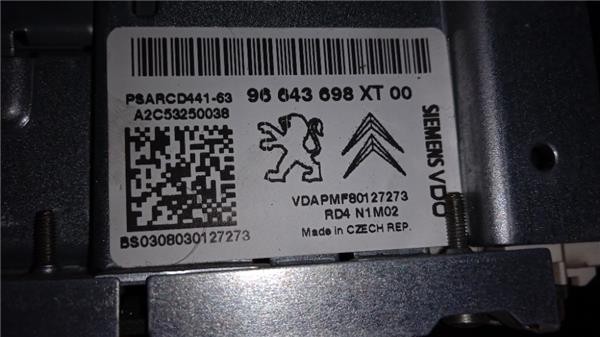 PSARCD441-63 96 643 698 XT 00
A2C53250038
SIEMENS VDO
VDAPMF80127273
RD4 N1M02
BS0308030127273
Made in CZECH REP.